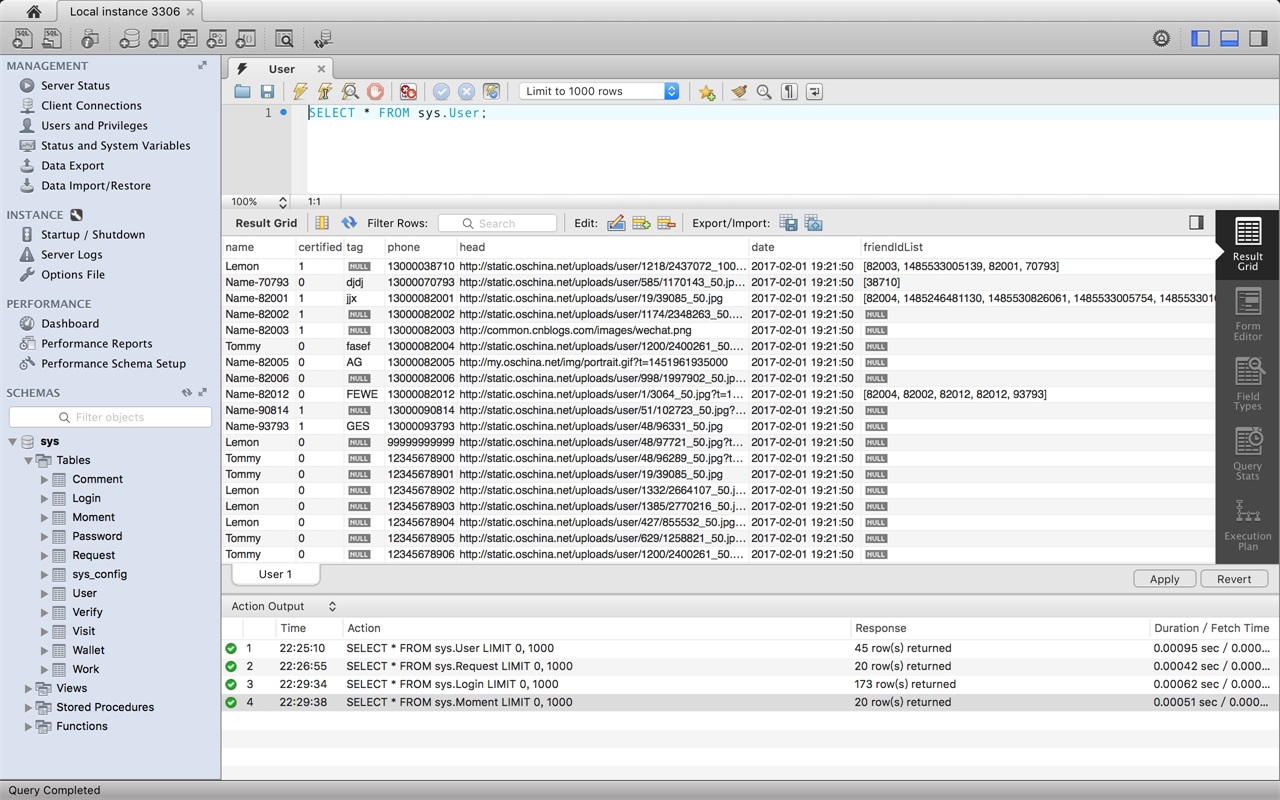 Local instance 3306
MANAGEMENT
Server Status
Client Connections
Users and Privileges
Status and System Variables
Data Export
Data Import/Restore
INSTANCE
Startup / Shutdown
Server Logs
Options File
PERFORMANCE
Dashboard
Performance Reports
Performance Schema Setup
SCHEMAS
Filter objects
sys
Tables
Comment
Login
Moment
Password
Request
sys_config
User
Verify
Visit
Wallet
Work
Views
Stored Procedures
Functions
User
Limit to 1000 rows
1 SELECT * FROM sys.User;
100% 1:1
Result Grid Filter Rows: Search Edit: Export/Import:
name certified tag phone head date friendIdList
Lemon 1 NULL 13000038710 http://static.oschina.net/uploads/user/1218/2437072_100... 2017-02-01 19:21:50 [82003, 1485533005139, 82001, 70793]
Name-70793 0 djdj 13000070793 http://static.oschina.net/uploads/user/585/1170143_50.jp... 2017-02-01 19:21:50 [38710]
Name-82001 1 jjx 13000082001 http://static.oschina.net/uploads/user/19/39085_50.jpg 2017-02-01 19:21:50 [82004, 1485246481130, 1485530826061, 1485533005754, 1485533010
Name-82002 1 NULL 13000082002 http://static.oschina.net/uploads/user/1174/2348263_50.... 2017-02-01 19:21:50 NULL
Name-82003 1 NULL 13000082003 http://common.cnblogs.com/images/wechat.png 2017-02-01 19:21:50 NULL
Tommy 0 fasef 13000082004 http://static.oschina.net/uploads/user/1200/2400261_50.... 2017-02-01 19:21:50 NULL
Name-82005 0 AG 13000082005 http://my.oschina.net/img/portrait.gif?t=1451961935000 2017-02-01 19:21:50 NULL
Name-82006 0 NULL 13000082006 http://static.oschina.net/uploads/user/998/1997902_50.jp... 2017-02-01 19:21:50 NULL
Name-82012 0 FEWE 13000082012 http://static.oschina.net/uploads/user/1/3064_50.jpg?t=1... 2017-02-01 19:21:50 [82004, 82002, 82012, 82012, 93793]
Name-90814 1 NULL 13000090814 http://static.oschina.net/uploads/user/51/102723_50.jpg?... 2017-02-01 19:21:50 NULL
Name-93793 1 GES 13000093793 http://static.oschina.net/uploads/user/48/96331_50.jpg 2017-02-01 19:21:50 NULL
Lemon 0 NULL 99999999999 http://static.oschina.net/uploads/user/48/97721_50.jpg?t... 2017-02-01 19:21:50 NULL
Tommy 0 NULL 12345678900 http://static.oschina.net/uploads/user/48/96289_50.jpg?t... 2017-02-01 19:21:50 NULL
Tommy 0 NULL 12345678901 http://static.oschina.net/uploads/user/19/39085_50.jpg 2017-02-01 19:21:50 NULL
Lemon 0 NULL 12345678902 http://static.oschina.net/uploads/user/1332/2664107_50.j... 2017-02-01 19:21:50 NULL
Lemon 0 NULL 12345678903 http://static.oschina.net/uploads/user/1385/2770216_50.j... 2017-02-01 19:21:50 NULL
Lemon 0 NULL 12345678904 http://static.oschina.net/uploads/user/427/855532_50.jpg... 2017-02-01 19:21:50 NULL
Tommy 0 NULL 12345678905 http://static.oschina.net/uploads/user/629/1258821_50.jp... 2017-02-01 19:21:50 NULL
Tommy 0 NULL 12345678906 http://static.oschina.net/uploads/user/1200/2400261_50.... 2017-02-01 19:21:50 NULL
Result
Grid
Form
Editor
Field
Types
Query
Stats
Execution
Plan
User 1 Apply Revert
Action Output
Time Action Response Duration / Fetch Time
1 22:25:10 SELECT * FROM sys.User LIMIT 0, 1000 45 row(s) returned 0.00095 sec / 0.000...
2 22:26:55 SELECT * FROM sys.Request LIMIT 0, 1000 20 row(s) returned 0.00042 sec / 0.000...
3 22:29:34 SELECT * FROM sys.Login LIMIT 0, 1000 173 row(s) returned 0.00062 sec / 0.000...
4 22:29:38 SELECT * FROM sys.Moment LIMIT 0, 1000 20 row(s) returned 0.00051 sec / 0.000...
Query Completed